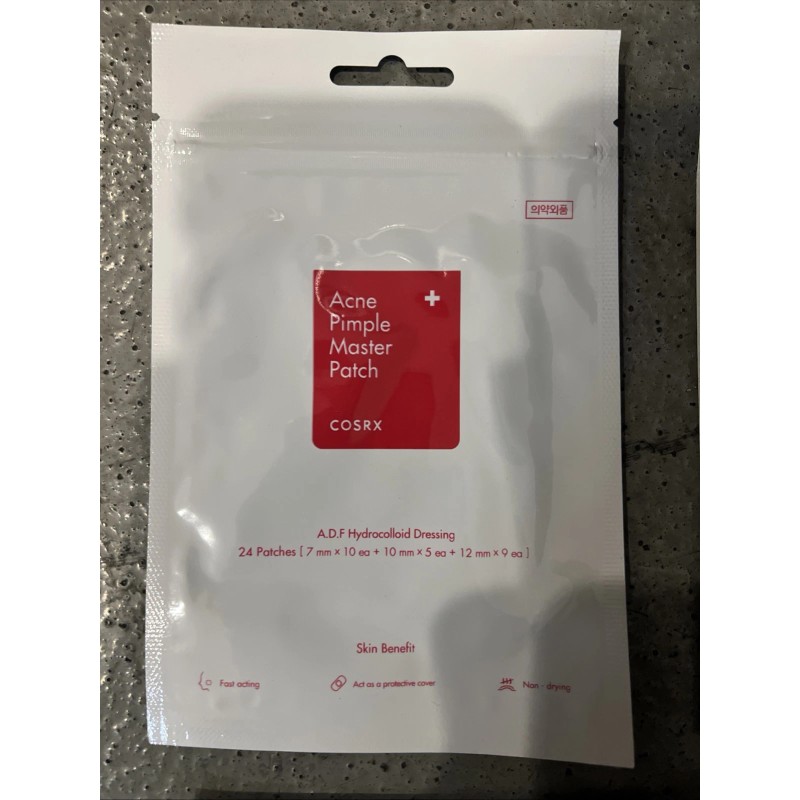 의약외품
Acne
Pimple
Master
Patch
COSRX
A.D.F Hydrocolloid Dressing
24 Patches [ 7 mm × 10 ea + 10 mm × 5 ea + 12 mm × 9 ea ]
Skin Benefit
Fast acting
Act as a protective cover
Non - drying